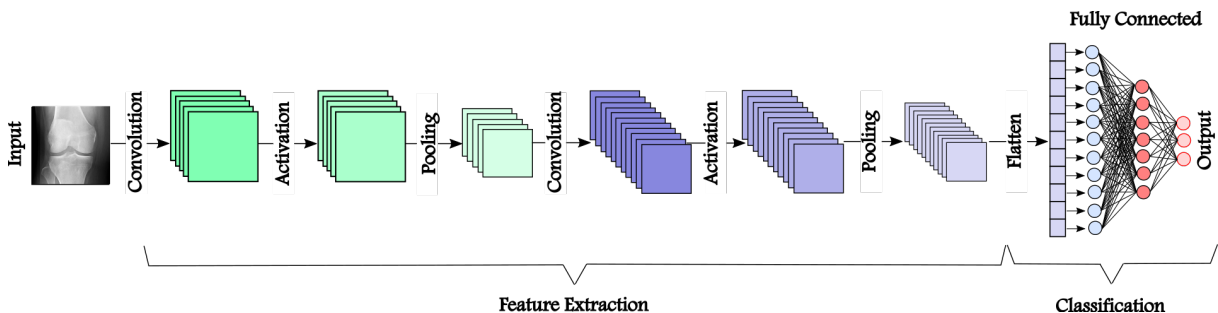 Fully Connected
Input
Convolution
Activation
Pooling
Convolution
Activation
Pooling
Flatten
Output
Feature Extraction
Classification